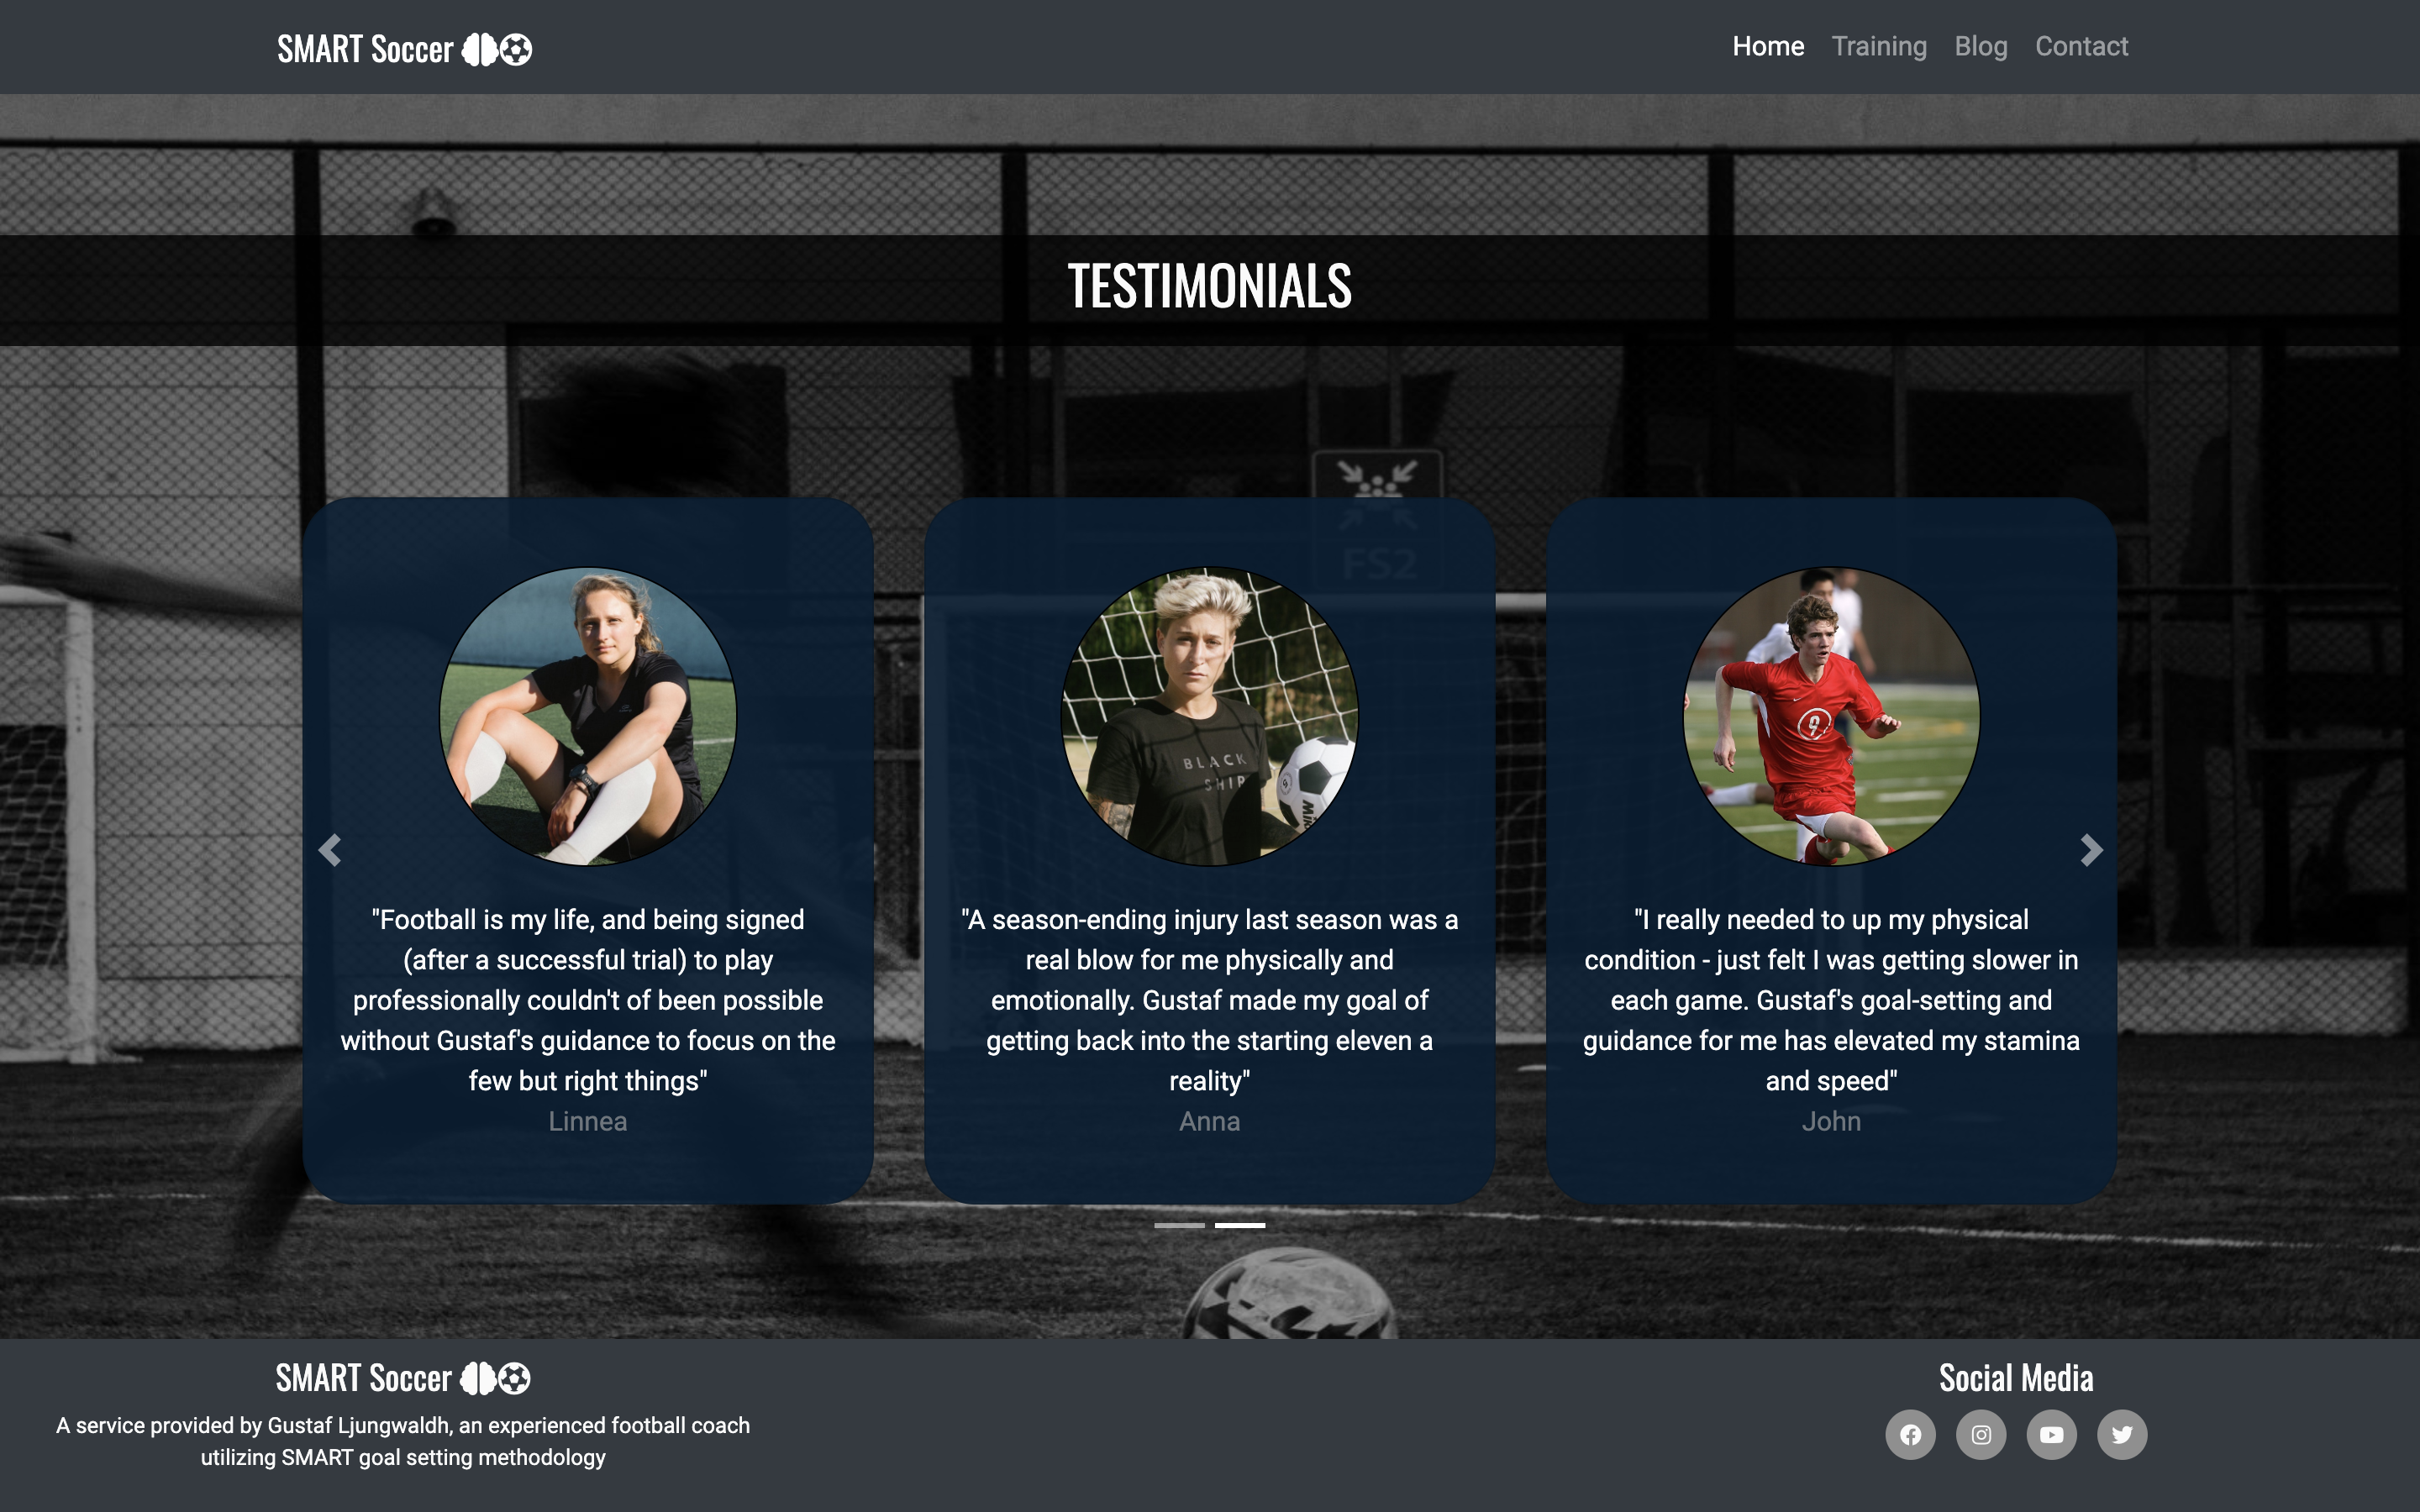 SMART Soccer
Home Training Blog Contact
TESTIMONIALS
FS2
BLACK
SHIP
9
"Football is my life, and being signed
(after a successful trial) to play
professionally couldn't of been possible
without Gustaf's guidance to focus on the
few but right things"
Linnea
"A season-ending injury last season was a
real blow for me physically and
emotionally. Gustaf made my goal of
getting back into the starting eleven a
reality"
Anna
"I really needed to up my physical
condition - just felt I was getting slower in
each game. Gustaf's goal-setting and
guidance for me has elevated my stamina
and speed"
John
SMART Soccer
A service provided by Gustaf Ljungwaldh, an experienced football coach
utilizing SMART goal setting methodology
Social Media